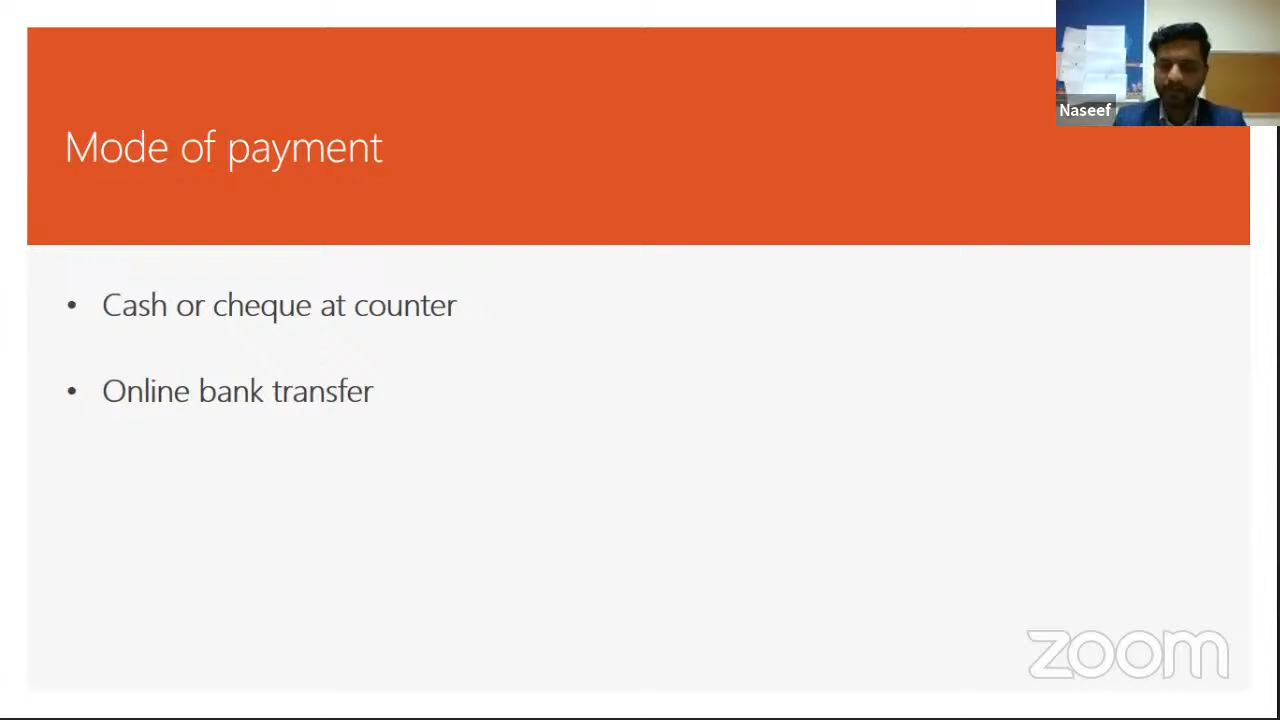 Mode of payment
Naseef
• Cash or cheque at counter
• Online bank transfer
zoom